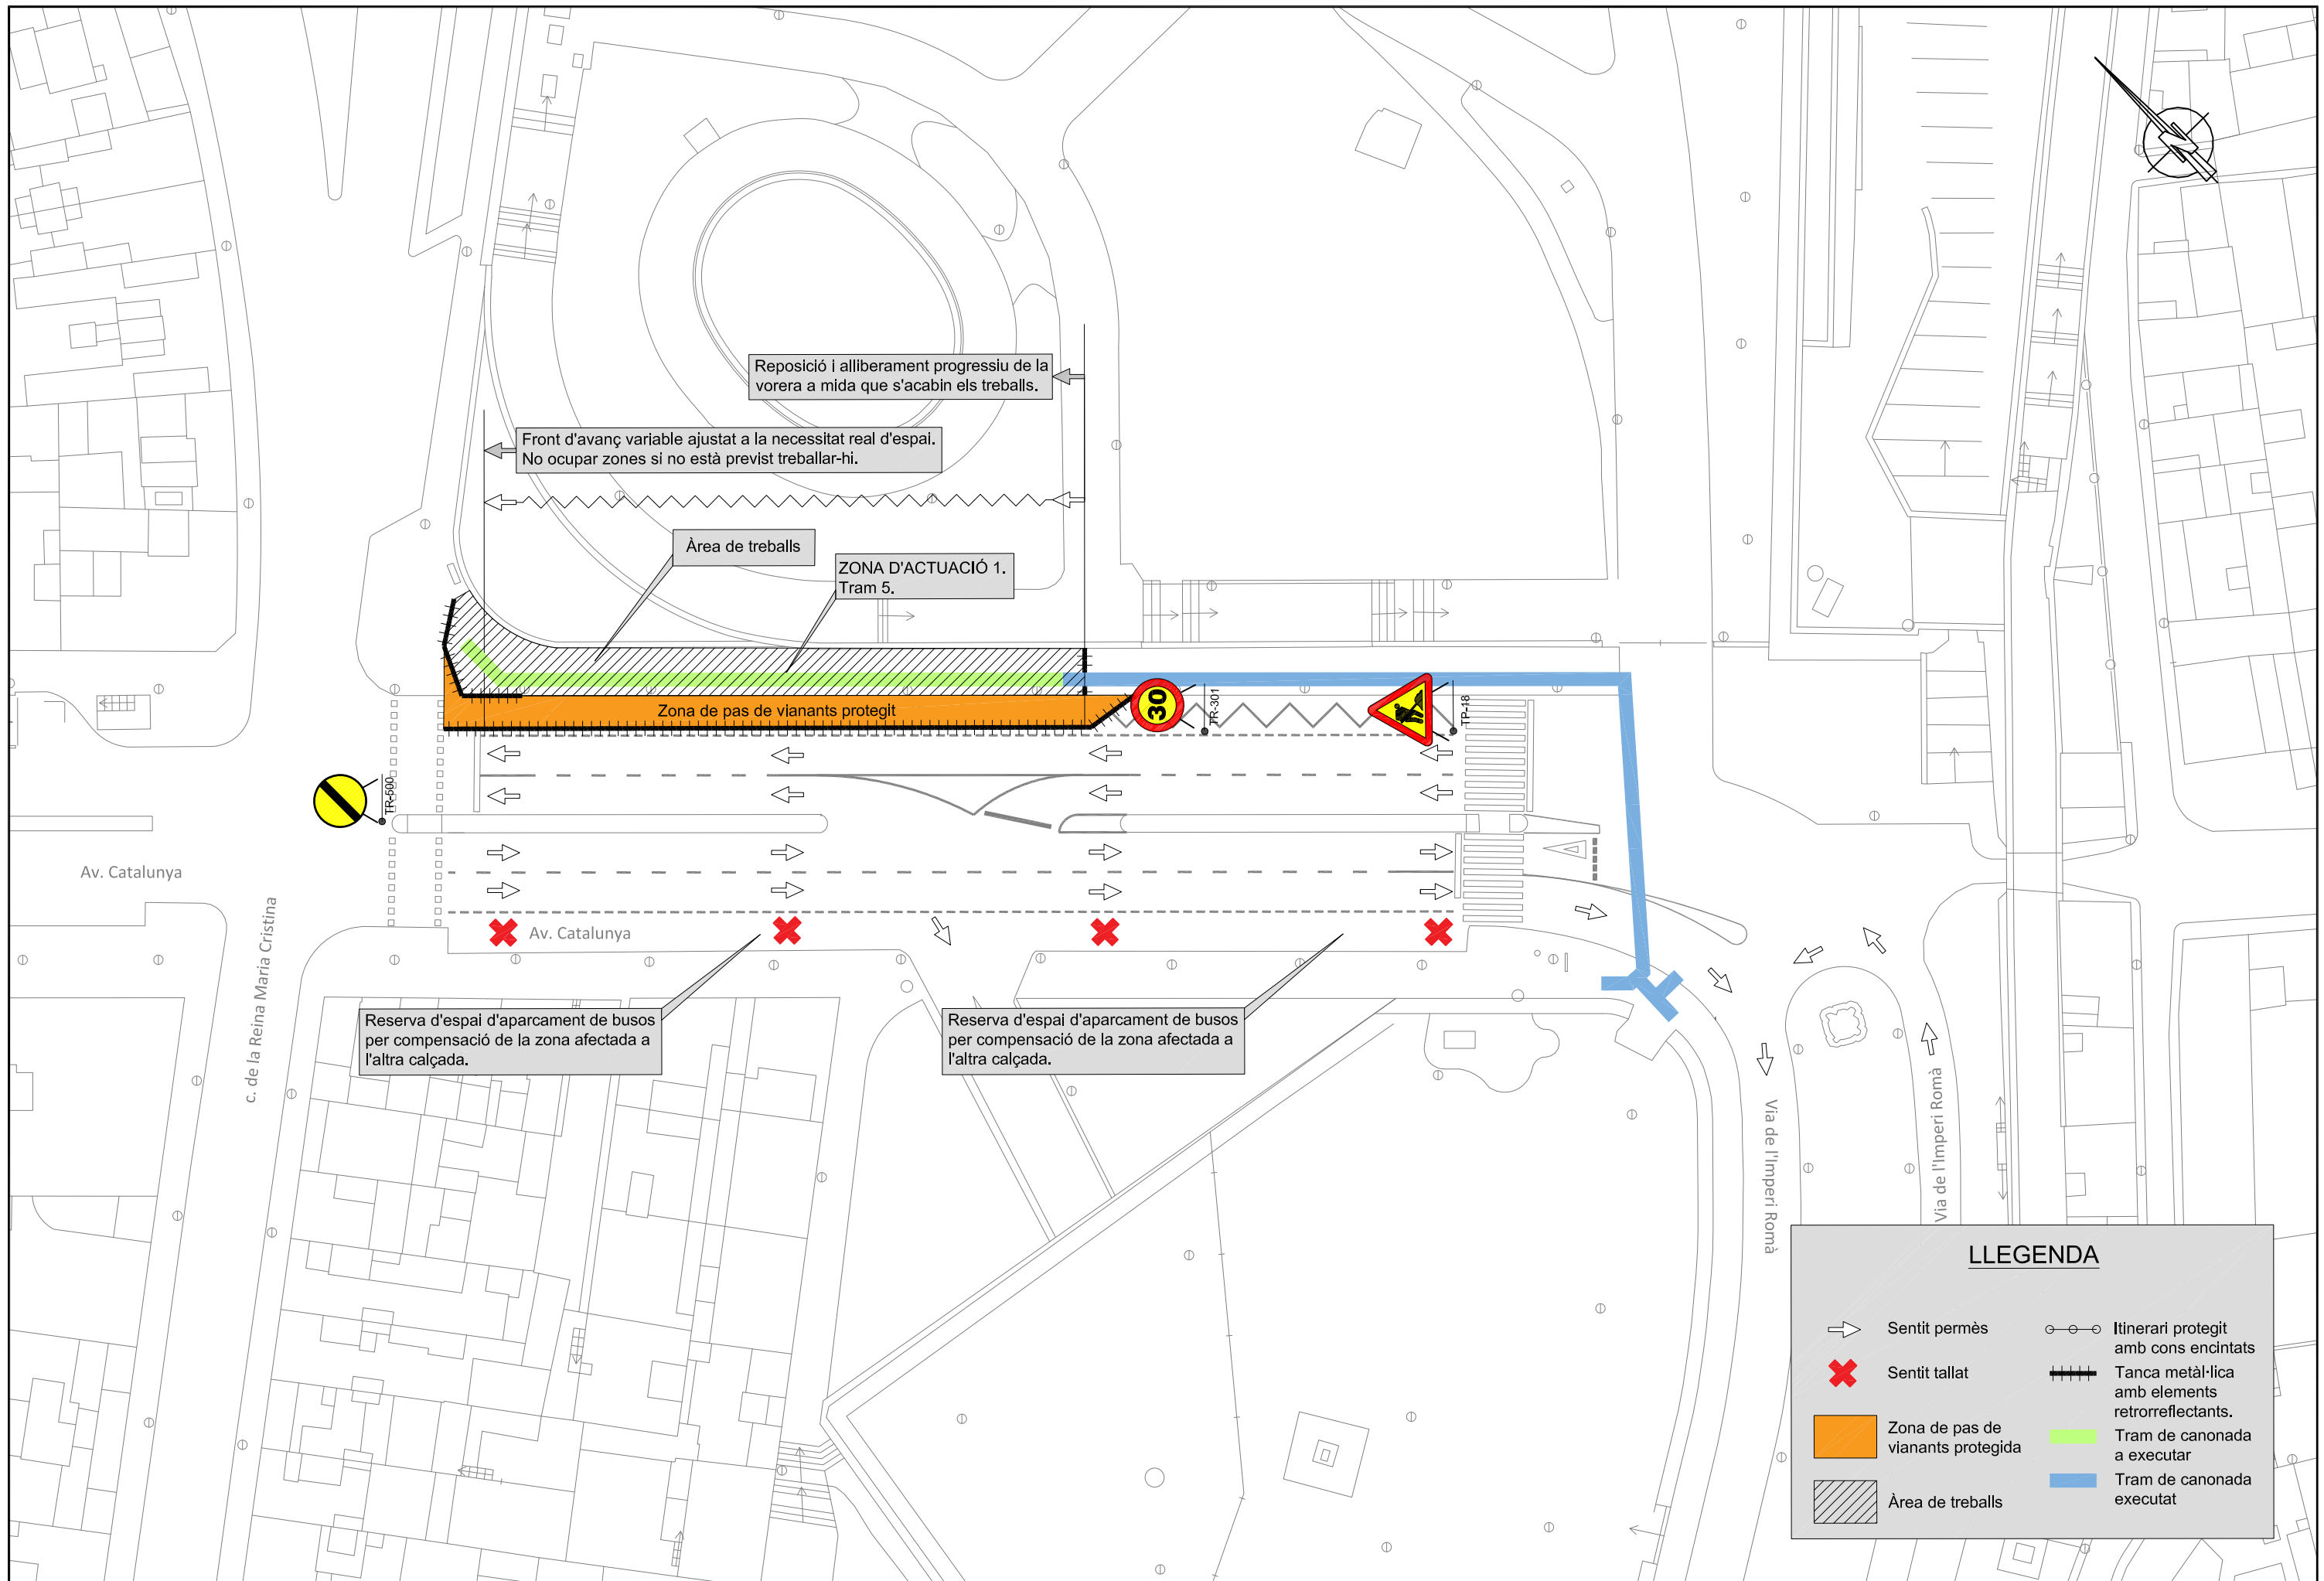 Reposició i alliberament progressiu de la
vorera a mida que s'acabin els treballs.
Front d'avanç variable ajustat a la necessitat real d'espai.
No ocupar zones si no està previst treballar-hi.
Àrea de treballs
ZONA D'ACTUACIÓ 1.
Tram 5.
Zona de pas de vianants protegit
30
TR-301
TP-18
TR-500
Av. Catalunya
Av. Catalunya
c. de la Reina Maria Cristina
Reserva d'espai d'aparcament de busos
per compensació de la zona afectada a
l'altra calçada.
Reserva d'espai d'aparcament de busos
per compensació de la zona afectada a
l'altra calçada.
Via de l'Imperi Romà
Via de l'Imperi Romà
LLEGENDA
Sentit permès
Sentit tallat
Zona de pas de
vianants protegida
Àrea de treballs
Itinerari protegit
amb cons encintats
Tanca metàl·lica
amb elements
retrorreflectants.
Tram de canonada
a executar
Tram de canonada
executat